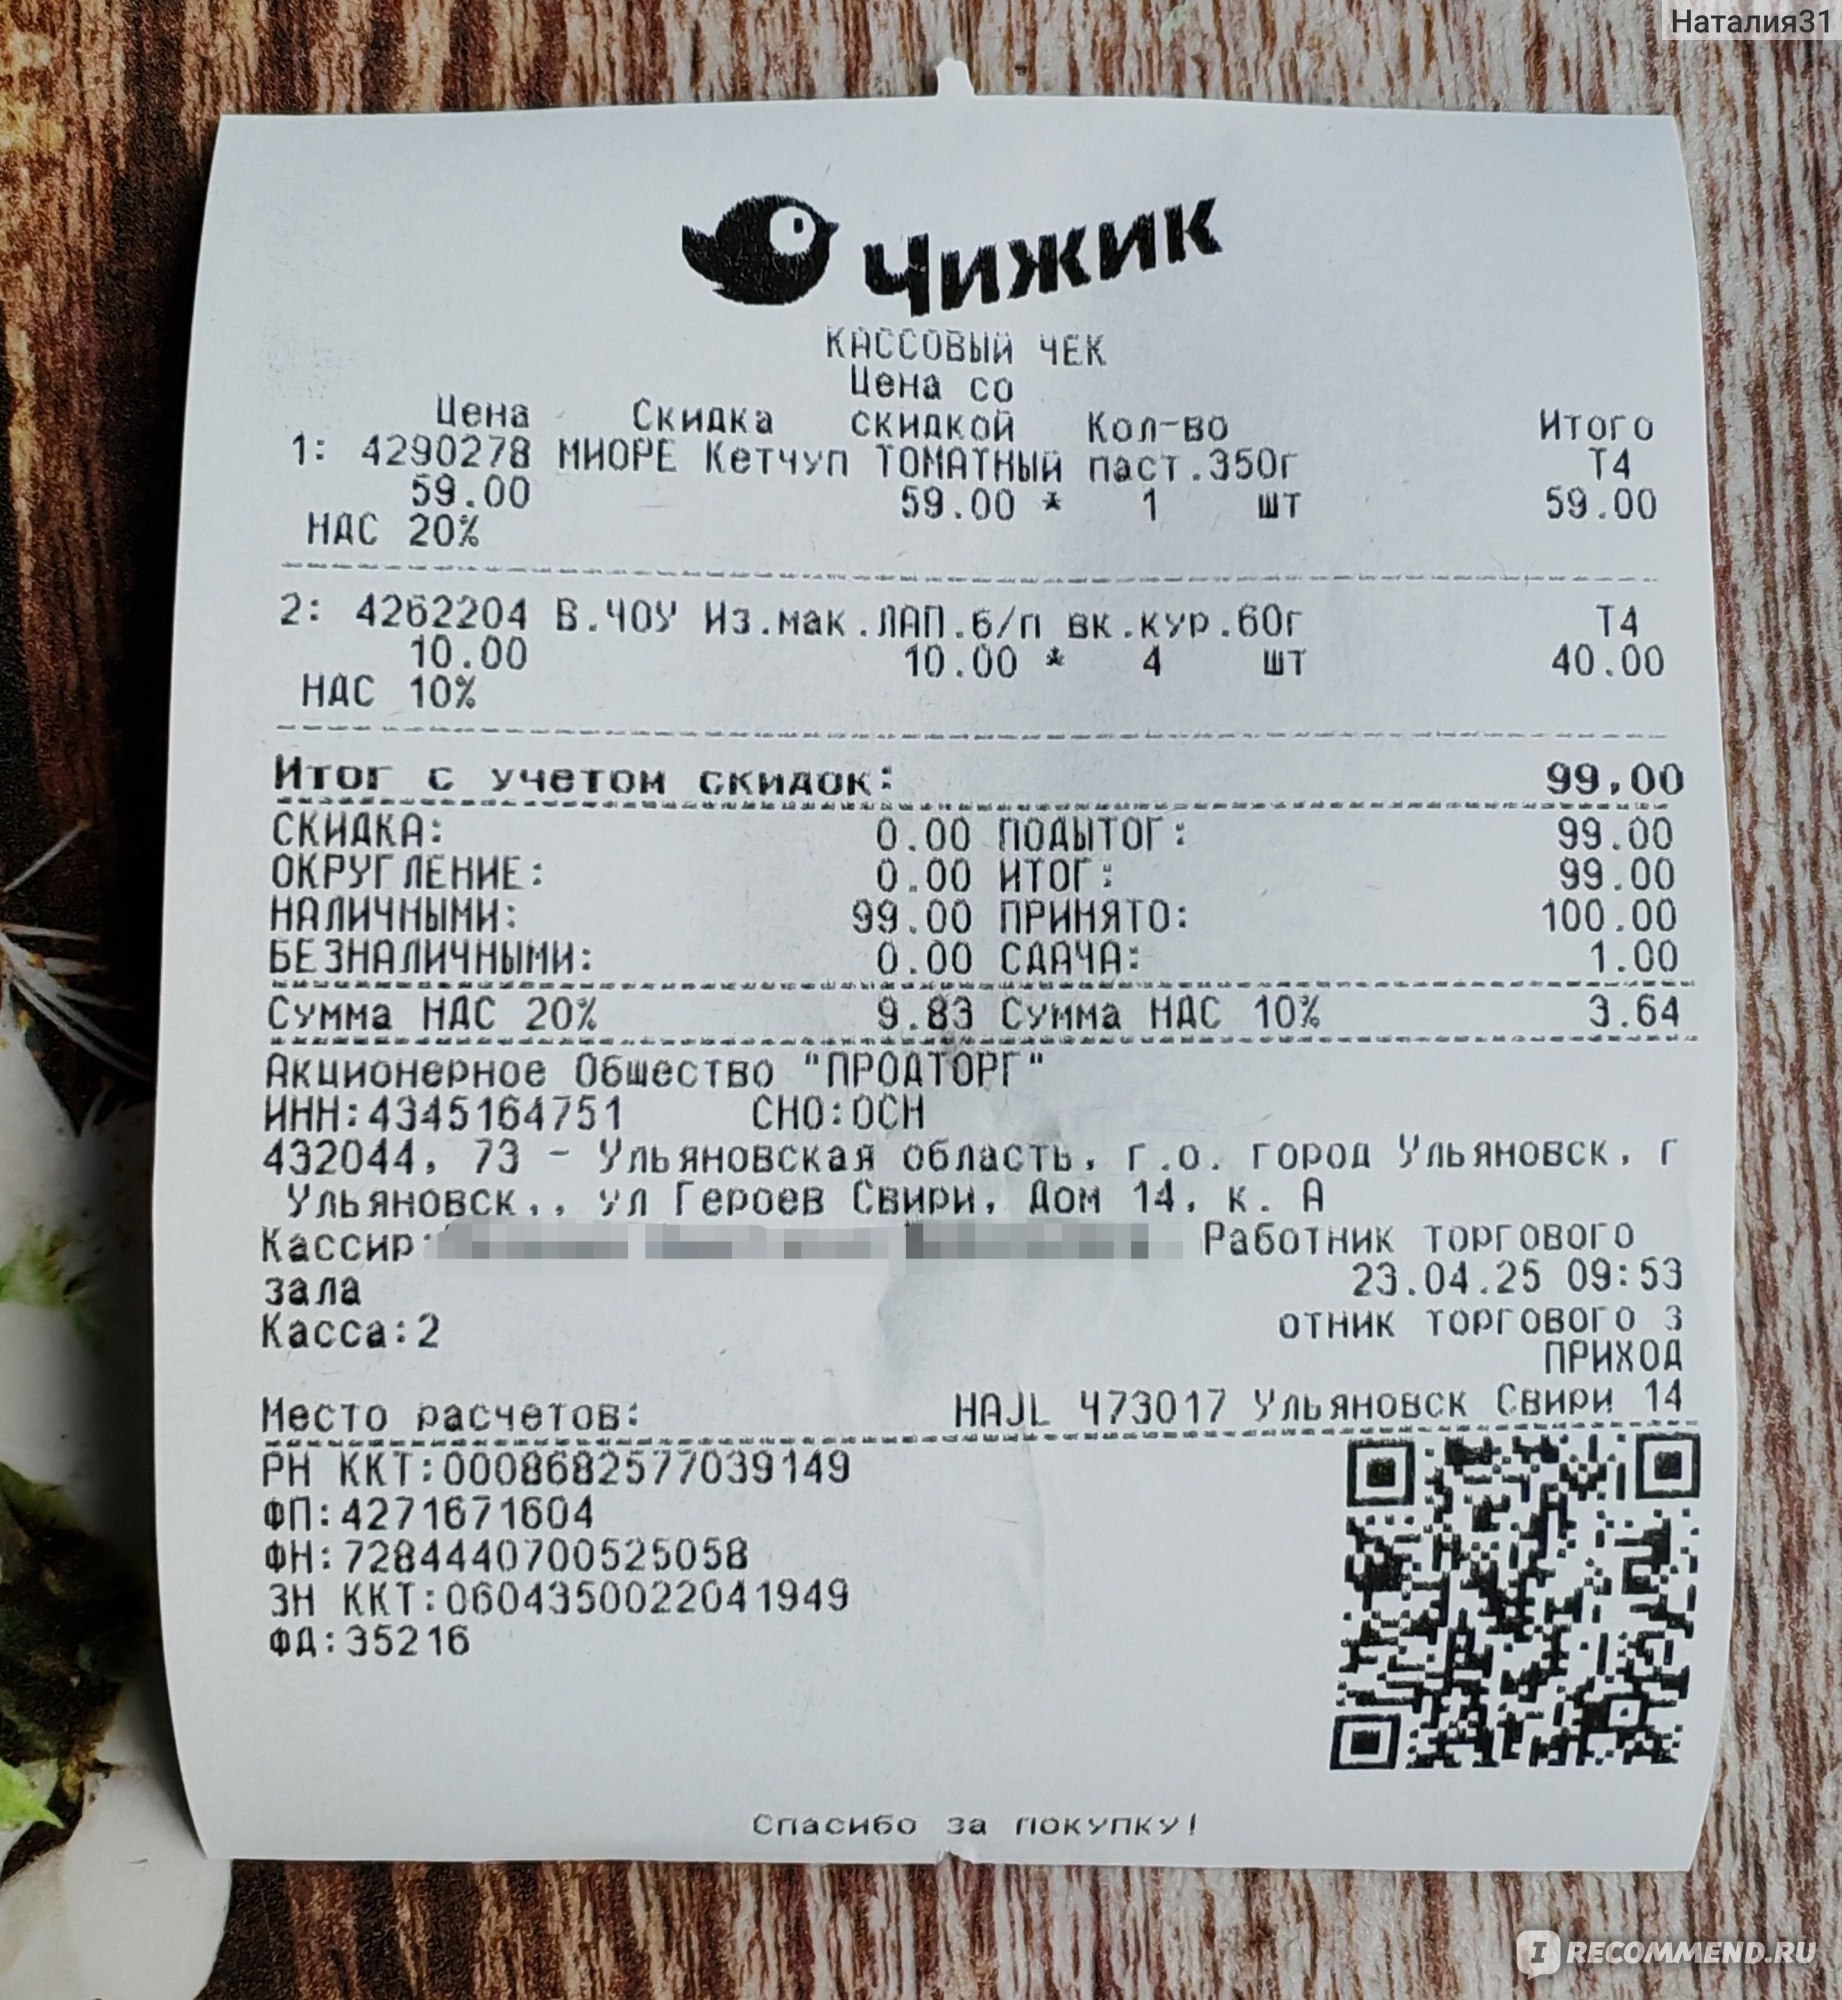 Наталия31
чижик
КАССОВЫЙ ЧЕК
Цена со
Цена Скидка скидкой Кол-во Итого
1: 4290278 МИОРЕ Кетчуп ТОМАТНЫЙ паст.350г Т4
59.00 59.00 * 1 шт 59.00
НДС 20%
2: 4262204 В.ЧОУ Из.мак.ЛАП.б/п вк.кур.60г Т4
10.00 10.00 * 4 шт 40.00
НДС 10%
Итог с учетом скидок: 99,00
СКИДКА: 0.00 ПОДЫТОГ: 99.00
ОКРУГЛЕНИЕ: 0.00 ИТОГ: 99.00
НАЛИЧНЫМИ: 99.00 ПРИНЯТО: 100.00
БЕЗНАЛИЧНЫМИ: 0.00 СДАЧА: 1.00
Сумма НДС 20% 9.83 Сумма НДС 10% 3.64
Акционерное Общество "ПРОДТОРГ"
ИНН:4345164751 СНО:ОСН
432044, 73 - Ульяновская область, г.о. город Ульяновск, г
Ульяновск,, ул Героев Свири, Дом 14, к. А
Кассир: Работник торгового
зала 23.04.25 09:53
Касса:2 отник торгового з
ПРИХОД
Место расчетов: HAJL Ч73017 Ульяновск Свири 14
РН ККТ:0008682577039149
ФП:4271671604
ФН:7284440700525058
ЗН ККТ:0604350022041949
ФД:35216
Спасибо за покупку!
IRECOMMEND.RU